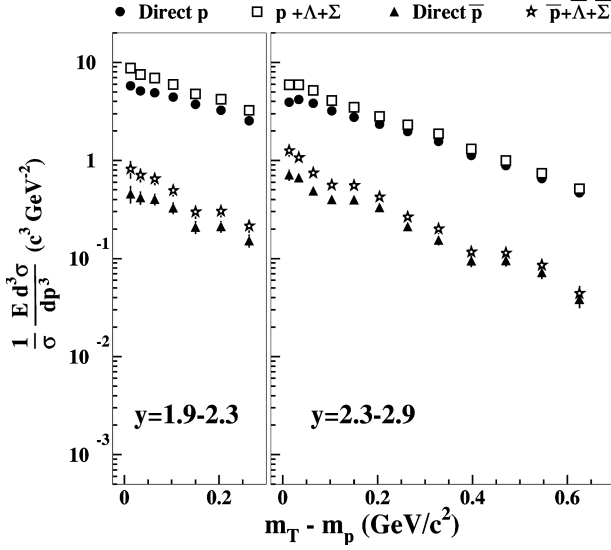 ● Direct p □ p +Λ+Σ ▲ Direct p̅ ☆ p̅+Λ̅+Σ̅
10
1
10⁻¹
10⁻²
10⁻³
1/σ E d³σ/dp³ (c³ GeV⁻²)
y=1.9-2.3
y=2.3-2.9
0 0.2 0 0.2 0.4 0.6
m_T - m_p (GeV/c²)